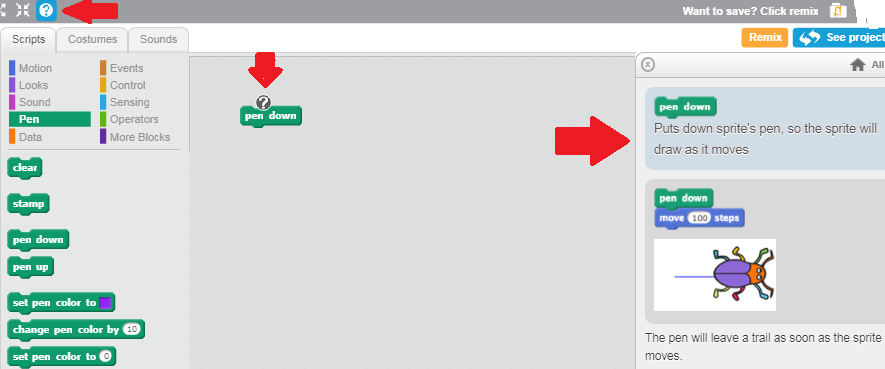 ?
Want to save? Click remix
Scripts
Costumes
Sounds
Remix
See project
Motion
Looks
Sound
Pen
Data
Events
Control
Sensing
Operators
More Blocks
clear
stamp
pen down
pen up
set pen color to
change pen color by 10
set pen color to 0
?
pen down
x
All
pen down
Puts down sprite's pen, so the sprite will
draw as it moves
pen down
move 100 steps
The pen will leave a trail as soon as the sprite
moves.